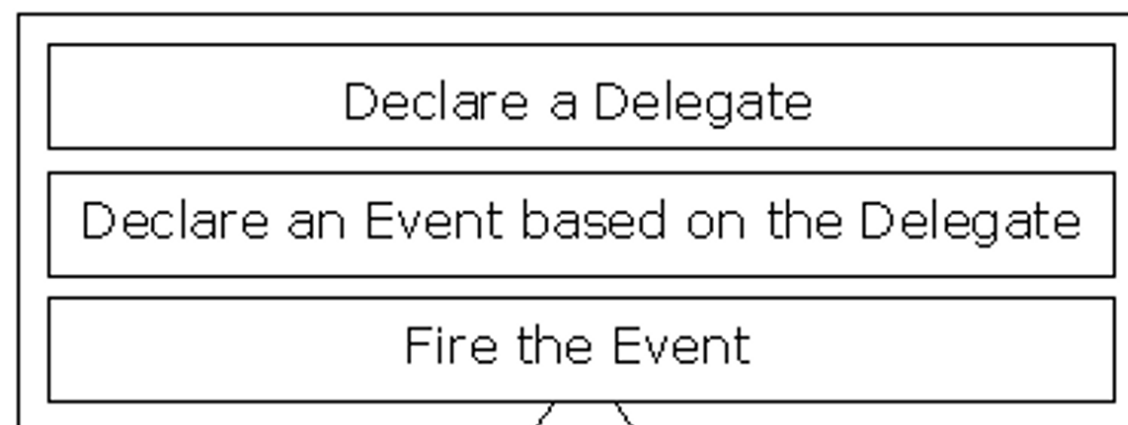 Declare a Delegate
Declare an Event based on the Delegate
Fire the Event